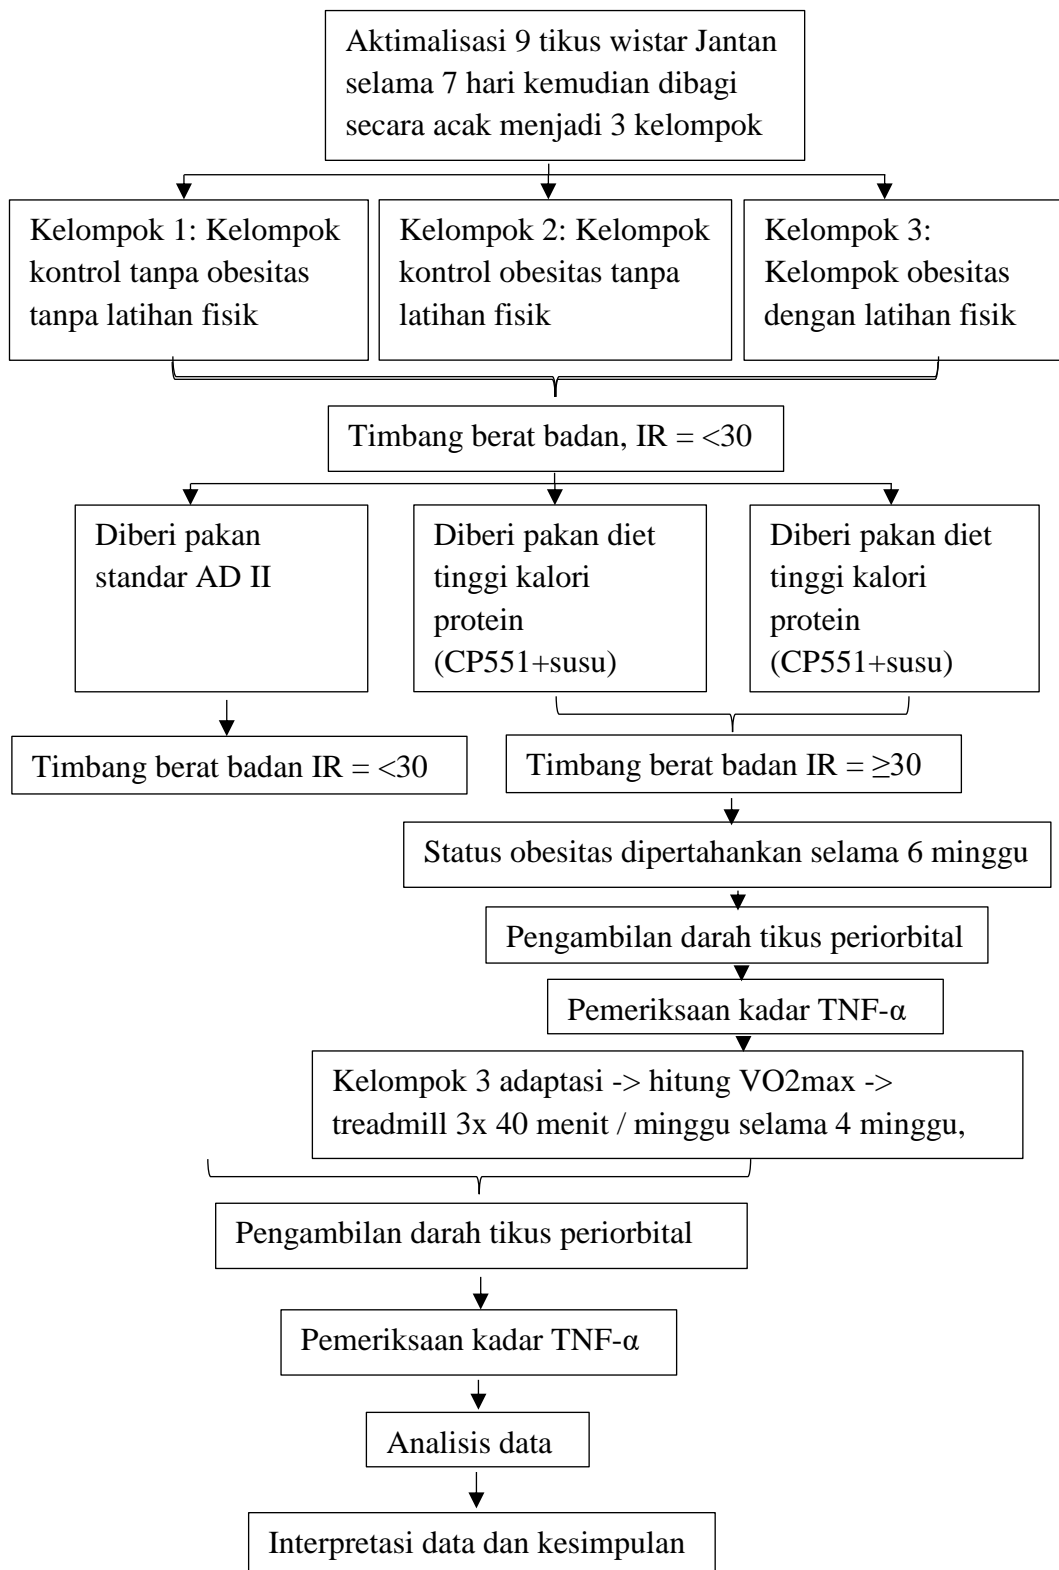 Aktimalisasi 9 tikus wistar Jantan
selama 7 hari kemudian dibagi
secara acak menjadi 3 kelompok
Kelompok 1: Kelompok
kontrol tanpa obesitas
tanpa latihan fisik
Kelompok 2: Kelompok
kontrol obesitas tanpa
latihan fisik
Kelompok 3:
Kelompok obesitas
dengan latihan fisik
Timbang berat badan, IR = <30
Diberi pakan
standar AD II
Diberi pakan diet
tinggi kalori
protein
(CP551+susu)
Diberi pakan diet
tinggi kalori
protein
(CP551+susu)
Timbang berat badan IR = <30
Timbang berat badan IR = ≥30
Status obesitas dipertahankan selama 6 minggu
Pengambilan darah tikus periorbital
Pemeriksaan kadar TNF-α
Kelompok 3 adaptasi -> hitung VO2max ->
treadmill 3x 40 menit / minggu selama 4 minggu,
Pengambilan darah tikus periorbital
Pemeriksaan kadar TNF-α
Analisis data
Interpretasi data dan kesimpulan